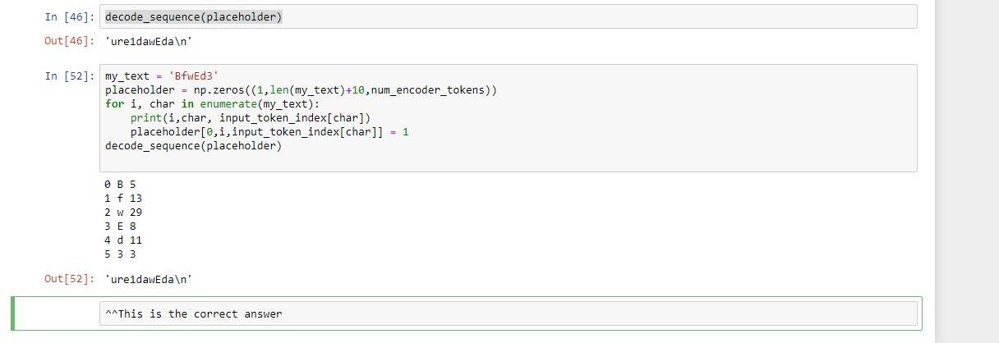 In [46]: decode_sequence(placeholder)
Out[46]: 'ure1dawEda\n'
In [52]: my_text = 'BfwEd3'
placeholder = np.zeros((1,len(my_text)+10,num_encoder_tokens))
for i, char in enumerate(my_text):
    print(i,char, input_token_index[char])
    placeholder[0,i,input_token_index[char]] = 1
decode_sequence(placeholder)
0 B 5
1 f 13
2 w 29
3 E 8
4 d 11
5 3 3
Out[52]: 'ure1dawEda\n'
^^This is the correct answer